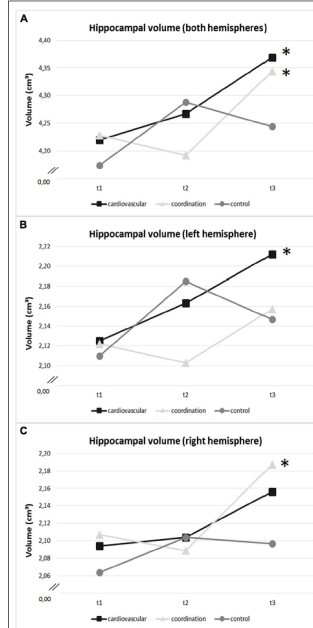 A
Hippocampal volume (both hemispheres)
Volume (cm³)
4,40
4,35
4,30
4,25
4,20
0,00
*
*
t1 t2 t3
cardiovascular coordination control
B
Hippocampal volume (left hemisphere)
Volume (cm³)
2,22
2,20
2,18
2,16
2,14
2,12
2,10
0,00
*
t1 t2 t3
cardiovascular coordination control
C
Hippocampal volume (right hemisphere)
Volume (cm³)
2,20
2,18
2,16
2,14
2,12
2,10
2,08
2,06
0,00
*
t1 t2 t3
cardiovascular coordination control